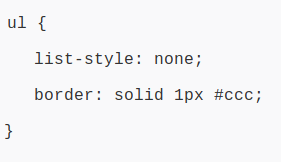 ul {
list-style: none;
border: solid 1px #ccc;
}